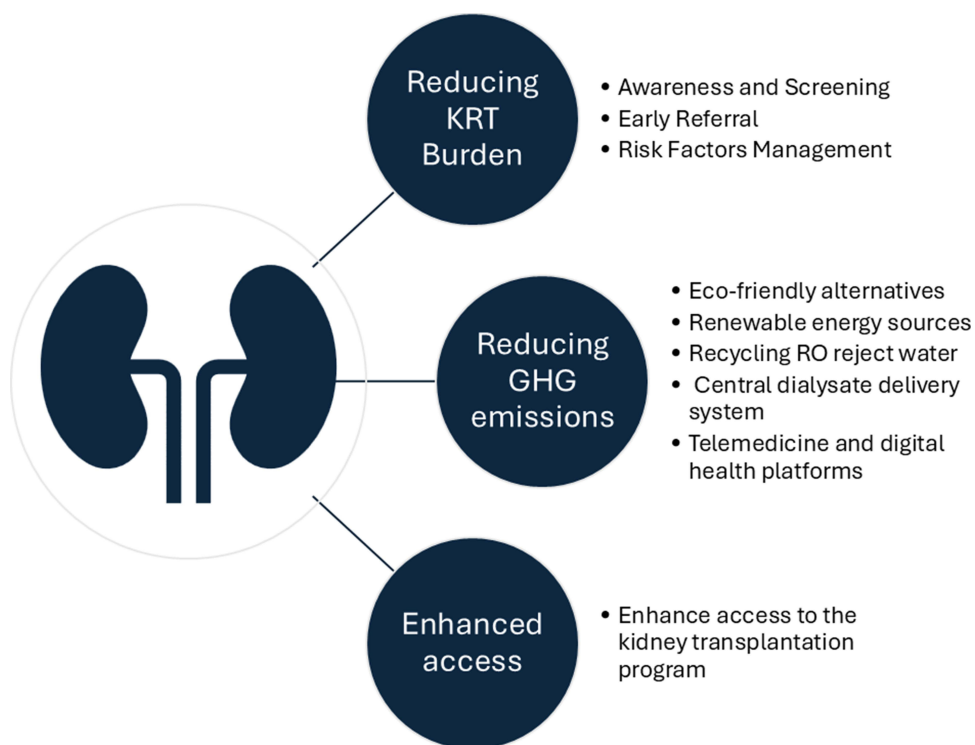 Reducing
KRT
Burden
• Awareness and Screening
• Early Referral
• Risk Factors Management
Reducing
GHG
emissions
• Eco-friendly alternatives
• Renewable energy sources
• Recycling RO reject water
• Central dialysate delivery
system
• Telemedicine and digital
health platforms
Enhanced
access
• Enhance access to the
kidney transplantation
program